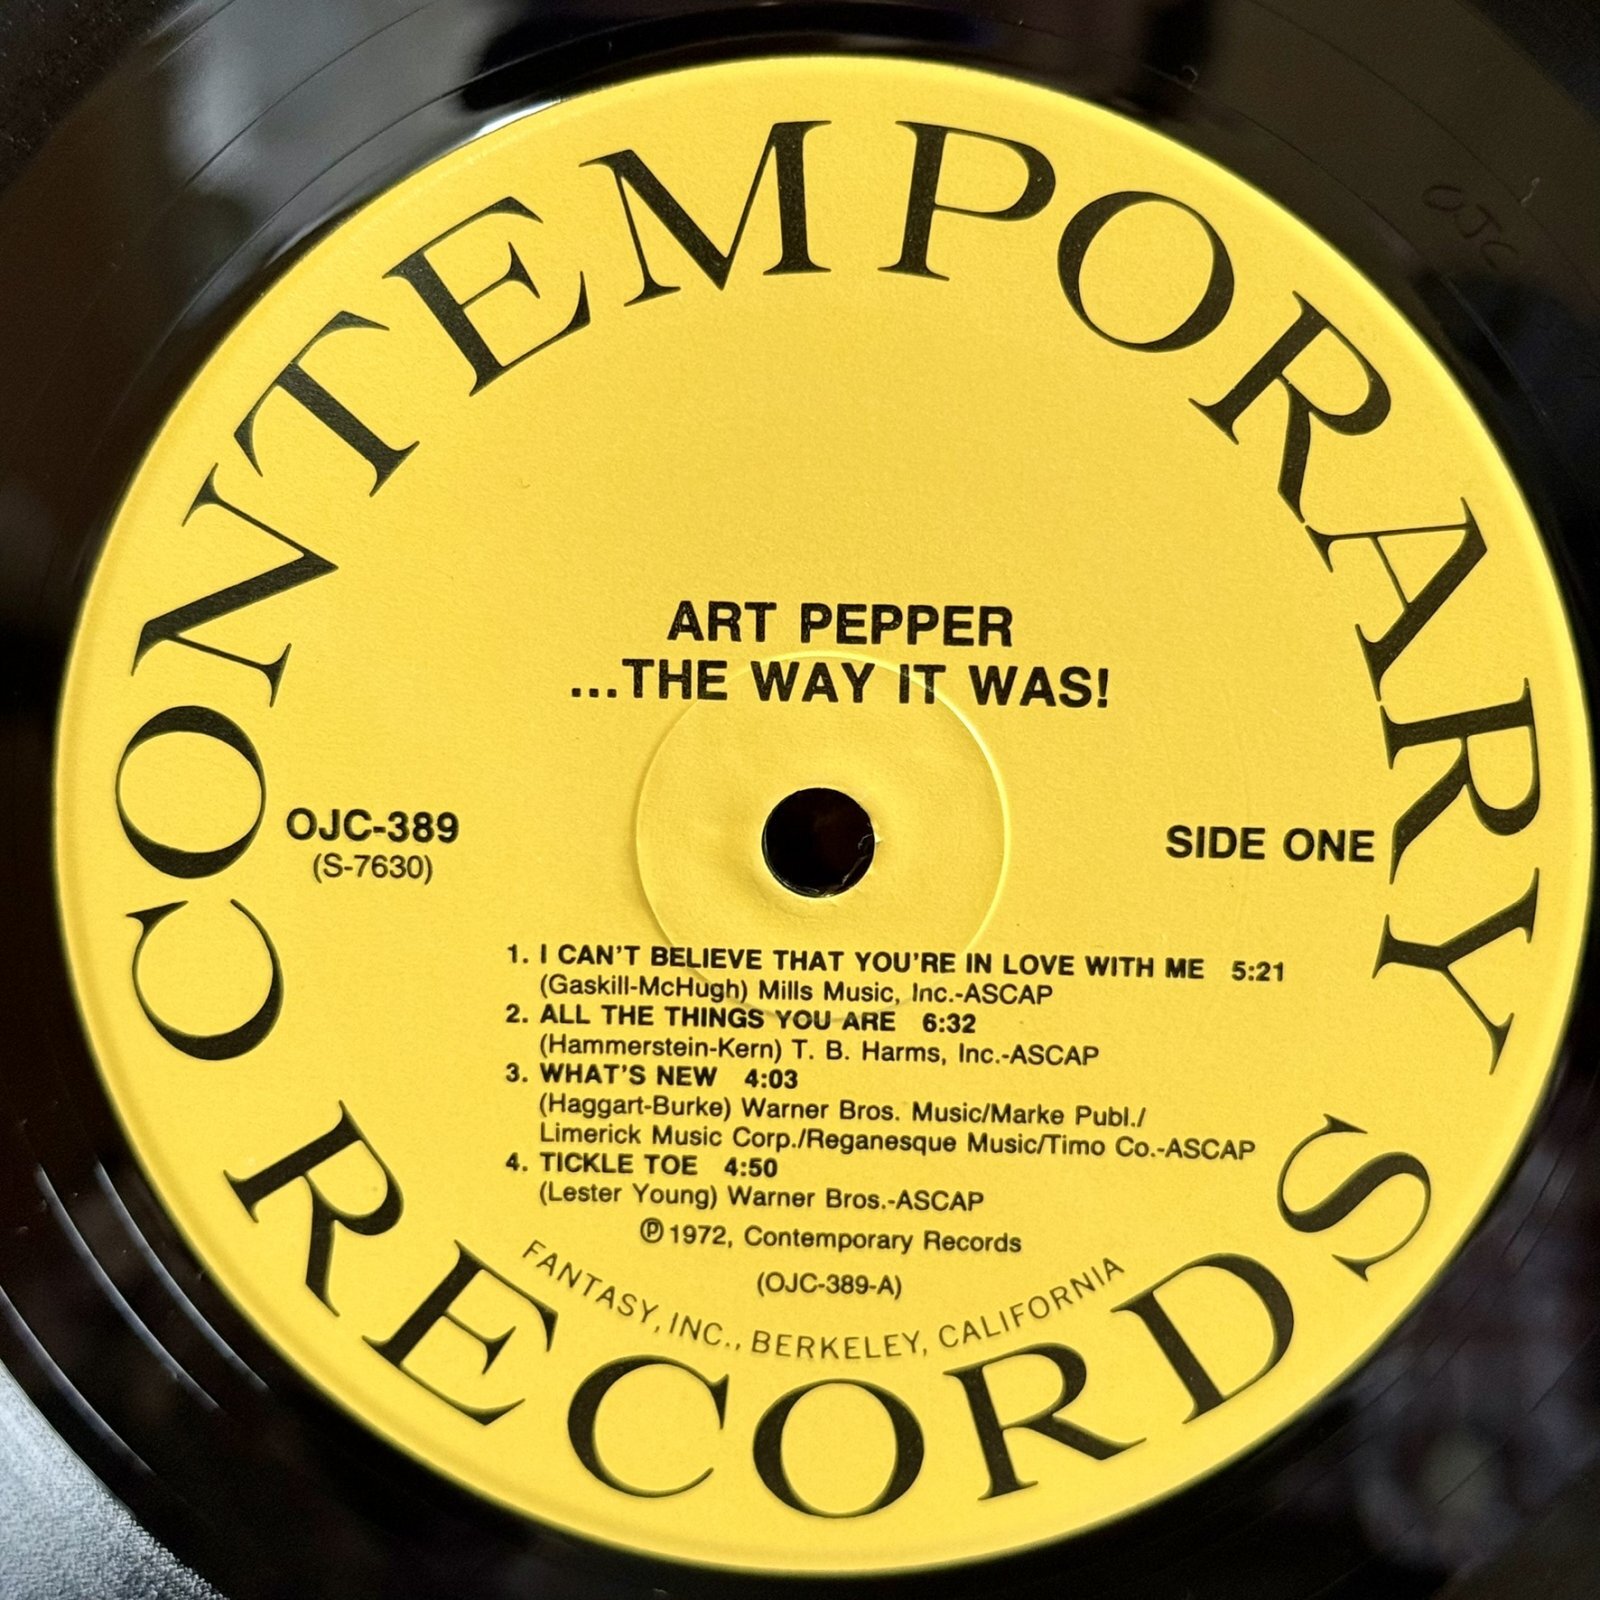 CONTEMPORARY
ART PEPPER
...THE WAY IT WAS!
OJC-389
(S-7630)
SIDE ONE
1. I CAN'T BELIEVE THAT YOU'RE IN LOVE WITH ME 5:21
(Gaskill-McHugh) Mills Music, Inc.-ASCAP
2. ALL THE THINGS YOU ARE 6:32
(Hammerstein-Kern) T. B. Harms, Inc.-ASCAP
3. WHAT'S NEW 4:03
(Haggart-Burke) Warner Bros. Music/Marke Publ./
Limerick Music Corp./Reganesque Music/Timo Co.-ASCAP
4. TICKLE TOE 4:50
(Lester Young) Warner Bros.-ASCAP
℗ 1972, Contemporary Records
(OJC-389-A)
FANTASY, INC., BERKELEY, CALIFORNIA
RECORDS
OJC